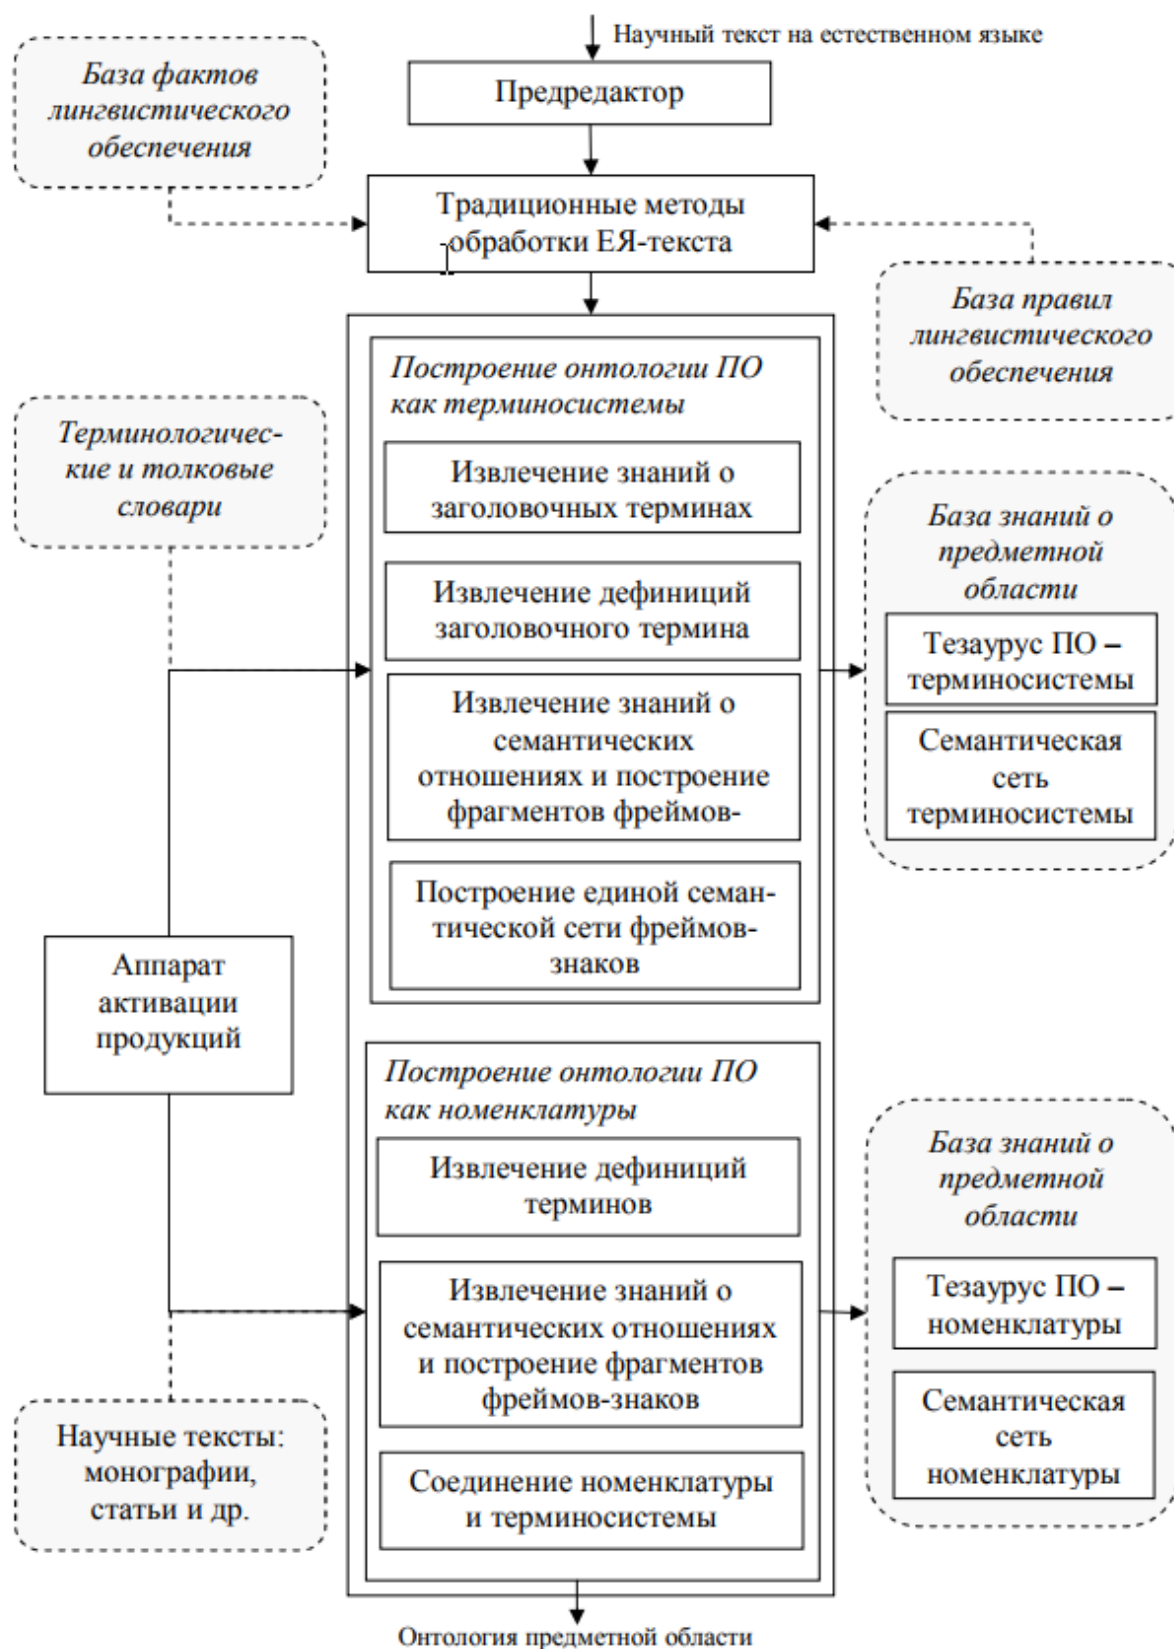 Научный текст на естественном языке
База фактов
лингвистического
обеспечения
Предредактор
Традиционные методы
обработки ЕЯ-текста
База правил
лингвистического
обеспечения
Построение онтологии ПО
как терминосистемы
Терминологичес-
кие и толковые
словари
Извлечение знаний о
заголовочных терминах
Извлечение дефиниций
заголовочного термина
Извлечение знаний о
семантических
отношениях и построение
фрагментов фреймов-
Построение единой семан-
тической сети фреймов-
знаков
База знаний о
предметной
области
Тезаурус ПО –
терминосистемы
Семантическая
сеть
терминосистемы
Аппарат
активации
продукций
Построение онтологии ПО
как номенклатуры
Извлечение дефиниций
терминов
Извлечение знаний о
семантических отношениях
и построение фрагментов
фреймов-знаков
Соединение номенклатуры
и терминосистемы
База знаний о
предметной
области
Тезаурус ПО –
номенклатуры
Семантическая
сеть
номенклатуры
Научные тексты:
монографии,
статьи и др.
Онтология предметной области